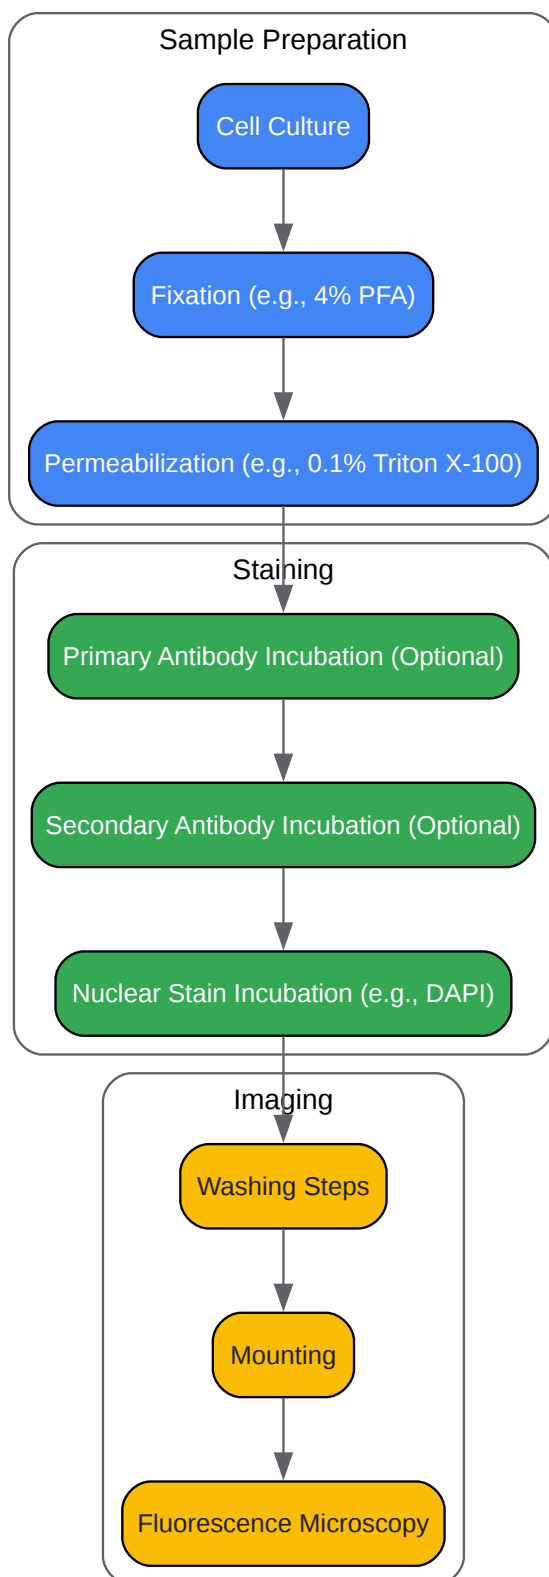 Sample Preparation
Cell Culture
Fixation (e.g., 4% PFA)
Permeabilization (e.g., 0.1% Triton X-100)
Staining
Primary Antibody Incubation (Optional)
Secondary Antibody Incubation (Optional)
Nuclear Stain Incubation (e.g., DAPI)
Imaging
Washing Steps
Mounting
Fluorescence Microscopy